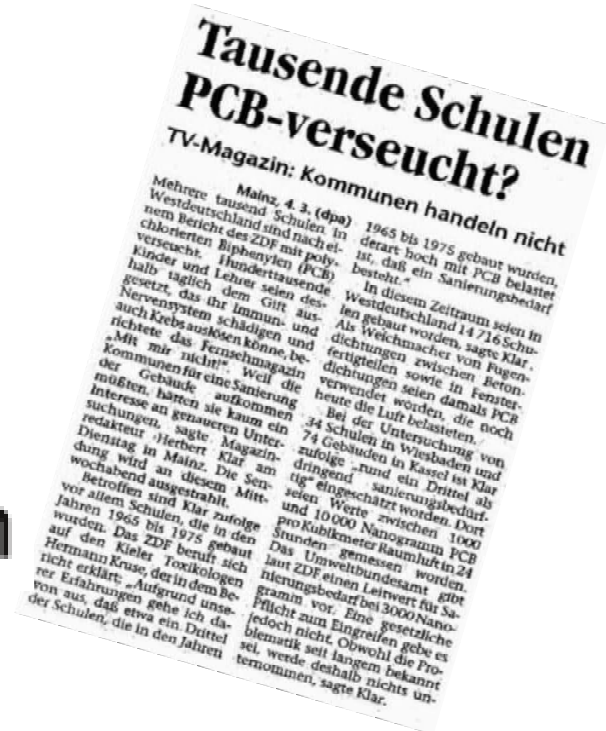 Tausende Schulen
PCB-verseucht?
TV-Magazin: Kommunen handeln nicht
Mainz, 4. 3. (dpa)
Mehrere tausend Schulen in
Westdeutschland sind nach ei-
nem Bericht des ZDF mit poly-
chlorierten Biphenylen (PCB)
verseucht. Hunderttausende
Kinder und Lehrer seien des-
halb täglich dem Gift aus-
gesetzt, das ihr Immun- und
Nervensystem schädigen und
auch Krebs auslösen könne, be-
richtete das Fernsehmagazin
„Mit mir nicht!“. Weil die
Kommunen für eine Sanierung
der Gebäude aufkommen
müßten, hätten sie kaum ein
Interesse an genaueren Unter-
suchungen, sagte Magazin-
redakteur Herbert Klar am
Dienstag in Mainz. Die Sen-
dung wird an diesem Mitt-
wochabend ausgestrahlt.
Betroffen sind Klar zufolge
vor allem Schulen, die in den
Jahren 1965 bis 1975 gebaut
wurden. Das ZDF beruft sich
auf den Kieler Toxikologen
Hermann Kruse, der in dem Be-
richt erklärt: „Aufgrund unse-
rer Erfahrungen gehe ich da-
von aus, daß etwa ein Drittel
der Schulen, die in den Jahren
1965 bis 1975 gebaut wurden,
derart hoch mit PCB belastet
ist, daß ein Sanierungsbedarf
besteht.“
In diesem Zeitraum seien in
Westdeutschland 14 716 Schu-
len gebaut worden, sagte Klar.
Als Weichmacher von Fugen-
dichtungen zwischen Beton-
fertigteilen sowie in Fenster-
dichtungen seien damals PCB
verwendet worden, die noch
heute die Luft belasteten.
Bei der Untersuchung von
34 Schulen in Wiesbaden und
74 Gebäuden in Kassel ist Klar
zufolge „rund ein Drittel als
dringend sanierungsbedürf-
tig“ eingeschätzt worden. Dort
seien Werte zwischen 1000
und 10 000 Nanogramm PCB
pro Kubikmeter Raumluft in 24
Stunden gemessen worden.
Das Umweltbundesamt gibt
laut ZDF einen Leitwert für Sa-
nierungsbedarf bei 3000 Nano-
gramm vor. Eine gesetzliche
Pflicht zum Eingreifen gebe es
jedoch nicht. Obwohl die Pro-
blematik seit langem bekannt
sei, werde deshalb nichts un-
ternommen, sagte Klar.